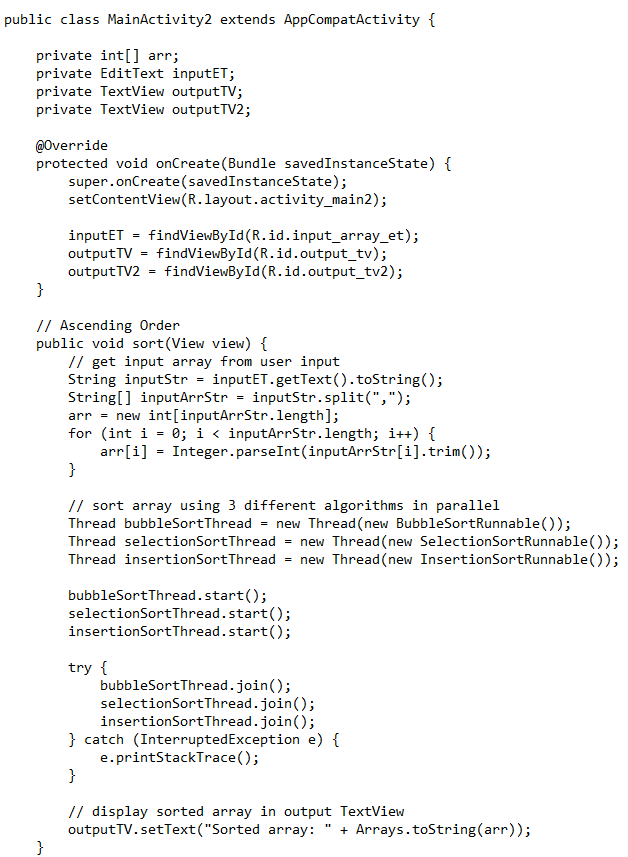 public class MainActivity2 extends AppCompatActivity {

    private int[] arr;
    private EditText inputET;
    private TextView outputTV;
    private TextView outputTV2;

    @Override
    protected void onCreate(Bundle savedInstanceState) {
        super.onCreate(savedInstanceState);
        setContentView(R.layout.activity_main2);

        inputET = findViewById(R.id.input_array_et);
        outputTV = findViewById(R.id.output_tv);
        outputTV2 = findViewById(R.id.output_tv2);
    }

    // Ascending Order
    public void sort(View view) {
        // get input array from user input
        String inputStr = inputET.getText().toString();
        String[] inputArrStr = inputStr.split(",");
        arr = new int[inputArrStr.length];
        for (int i = 0; i < inputArrStr.length; i++) {
            arr[i] = Integer.parseInt(inputArrStr[i].trim());
        }

        // sort array using 3 different algorithms in parallel
        Thread bubbleSortThread = new Thread(new BubbleSortRunnable());
        Thread selectionSortThread = new Thread(new SelectionSortRunnable());
        Thread insertionSortThread = new Thread(new InsertionSortRunnable());

        bubbleSortThread.start();
        selectionSortThread.start();
        insertionSortThread.start();

        try {
            bubbleSortThread.join();
            selectionSortThread.join();
            insertionSortThread.join();
        } catch (InterruptedException e) {
            e.printStackTrace();
        }

        // display sorted array in output TextView
        outputTV.setText("Sorted array: " + Arrays.toString(arr));
    }